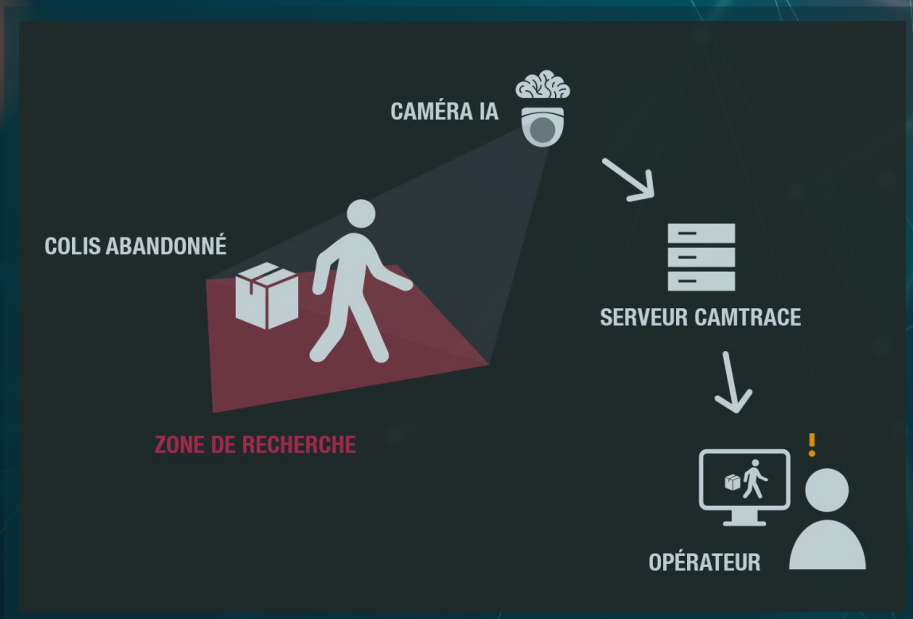 CAMÉRA IA
COLIS ABANDONNÉ
SERVEUR CAMTRACE
ZONE DE RECHERCHE
!
OPÉRATEUR